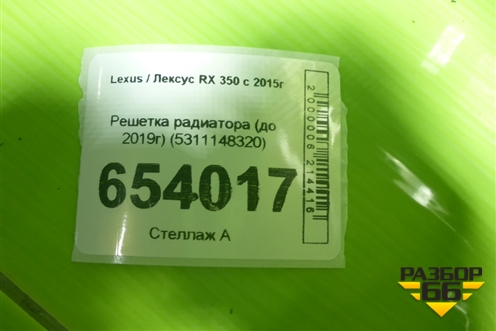 Lexus / Лексус RX 350 с 2015г
Решетка радиатора (до
2019г) (5311148320)
654017
Стеллаж А
2000006214416
РАЗБОР
66